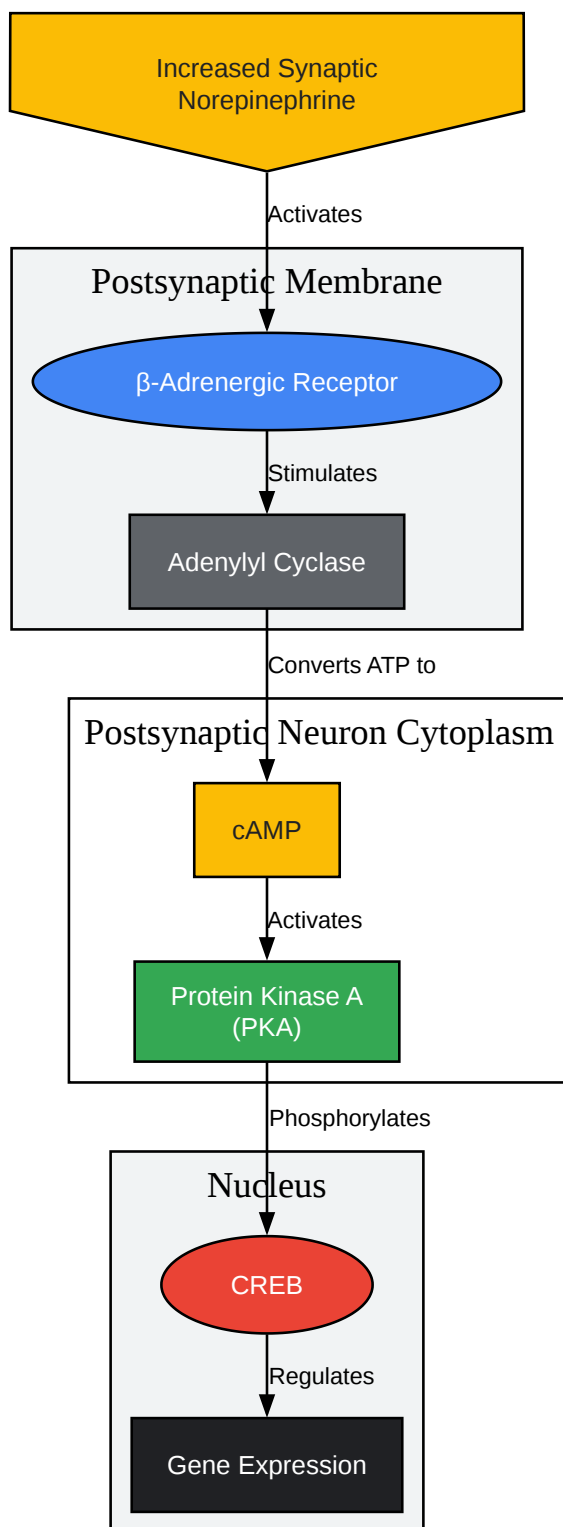 Increased Synaptic
Norepinephrine
Activates
Postsynaptic Membrane
β-Adrenergic Receptor
Stimulates
Adenylyl Cyclase
Converts ATP to
Postsynaptic Neuron Cytoplasm
cAMP
Activates
Protein Kinase A
(PKA)
Phosphorylates
Nucleus
CREB
Regulates
Gene Expression